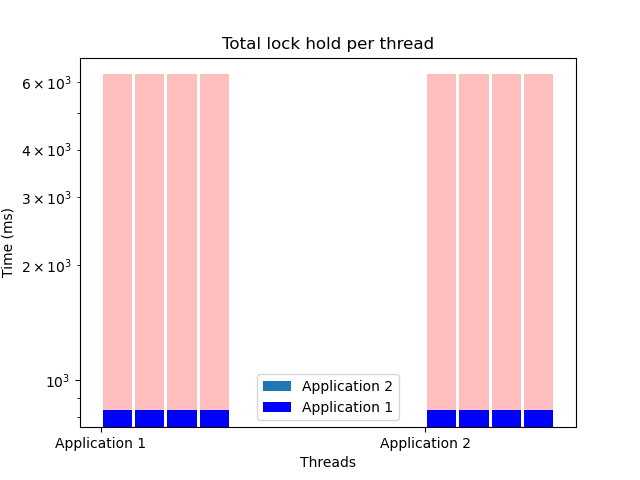 Total lock hold per thread
Time (ms)
6 × 10³
4 × 10³
3 × 10³
2 × 10³
10³
Application 2
Application 1
Application 1
Application 2
Threads